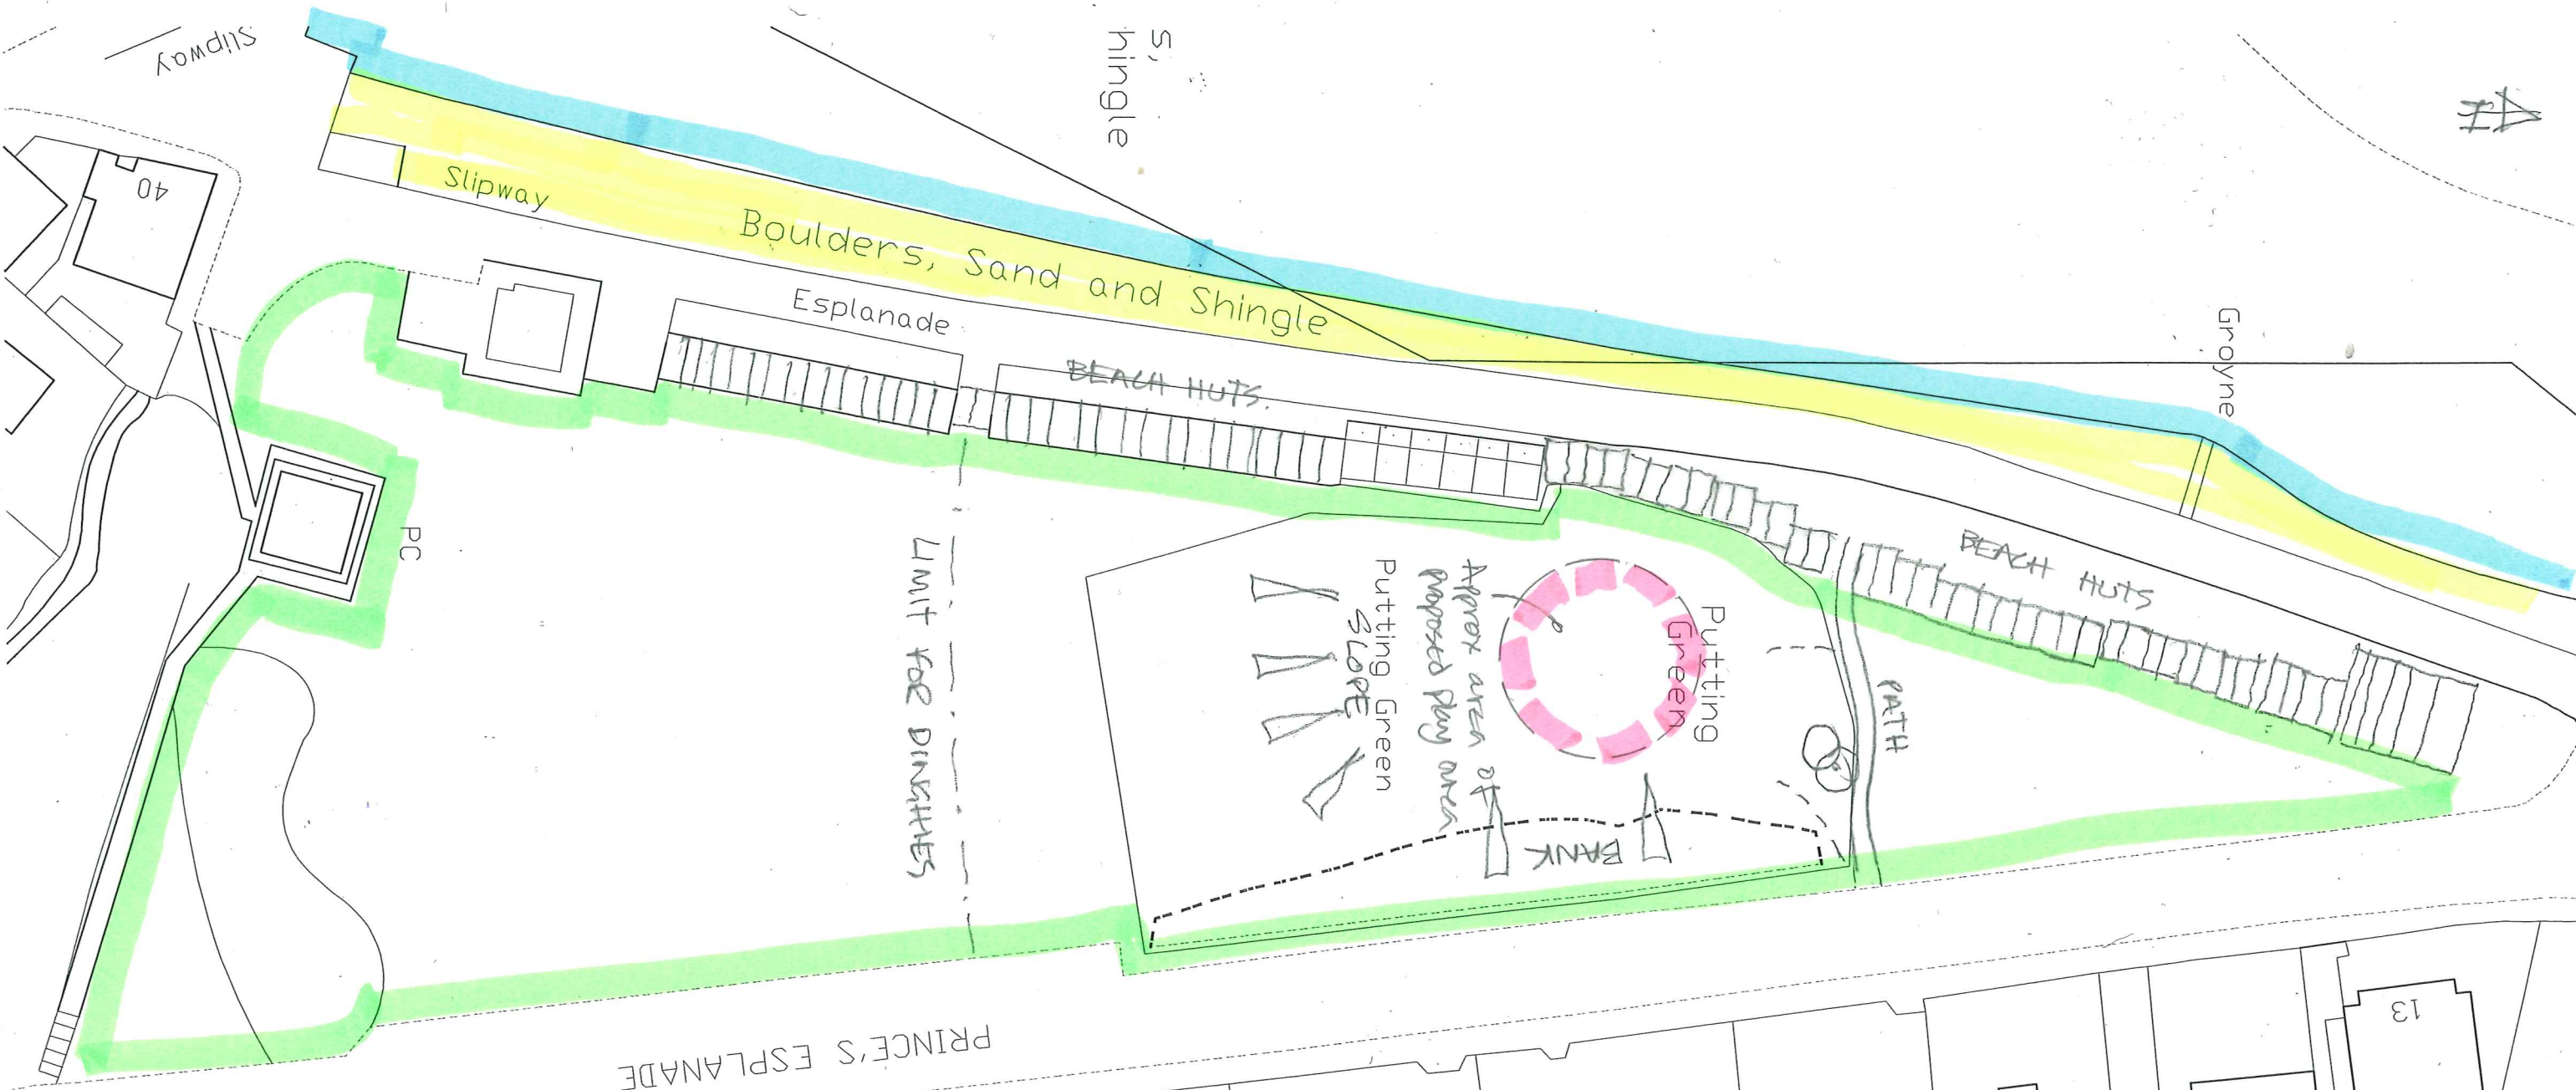 Slipway
S,
hingle
40
Slipway
Boulders, Sand and Shingle
Esplanade
BEACH HUTS.
Groyne
BEACH HUTS
PC
LIMIT FOR DINGHIES
Putting Green
SLOPE
Approx area of
proposed play area
Putting
Green
PATH
BANK
PRINCE'S ESPLANADE
13